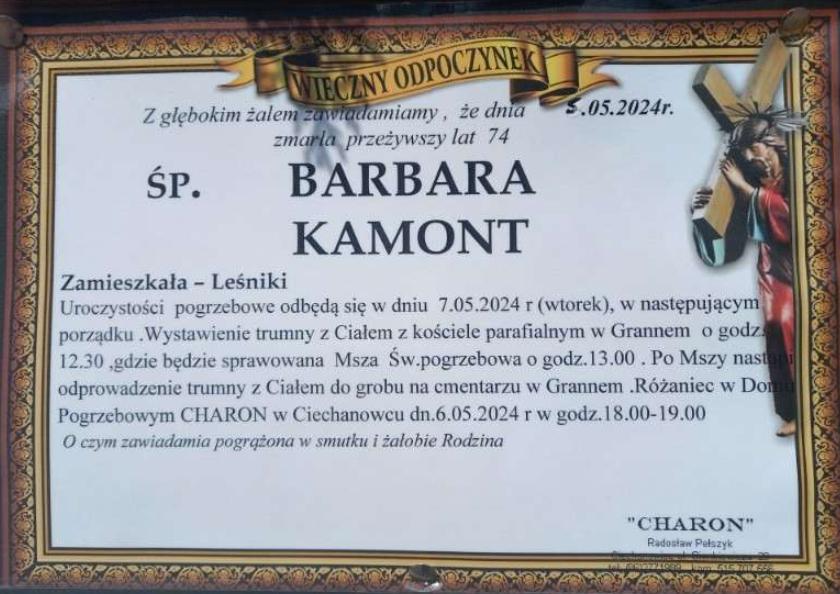 WIECZNY ODPOCZYNEK
Z głębokim żalem zawiadamiamy , że dnia .05.2024r.
zmarła przeżywszy lat 74
ŚP. BARBARA
KAMONT
Zamieszkała – Leśniki
Uroczystości pogrzebowe odbędą się w dniu 7.05.2024 r (wtorek), w następującym
porządku .Wystawienie trumny z Ciałem z kościele parafialnym w Grannem o godz.
12.30 ,gdzie będzie sprawowana Msza Św.pogrzebowa o godz.13.00 . Po Mszy nastąpi
odprowadzenie trumny z Ciałem do grobu na cmentarzu w Grannem .Różaniec w Domu
Pogrzebowym CHARON w Ciechanowcu dn.6.05.2024 r w godz.18.00-19.00
O czym zawiadamia pogrążona w smutku i żałobie Rodzina
"CHARON"
Radosław Pełszyk